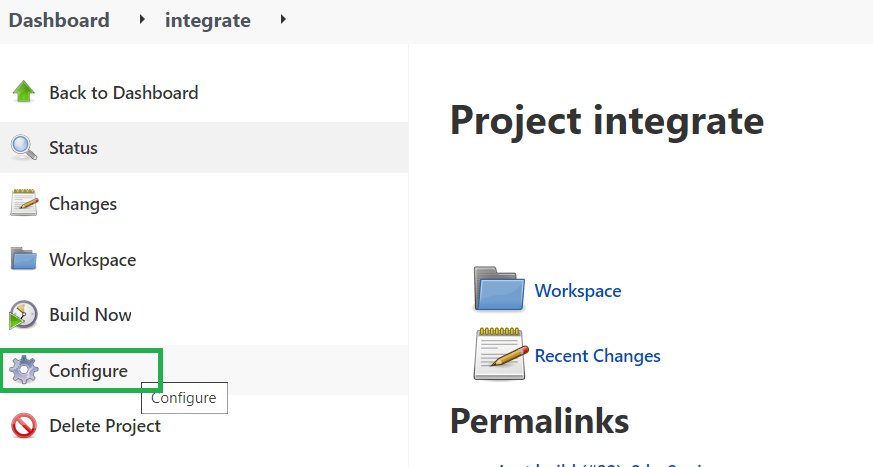 Dashboard integrate
Back to Dashboard
Status
Changes
Workspace
Build Now
Configure
Configure
Delete Project
Project integrate
Workspace
Recent Changes
Permalinks